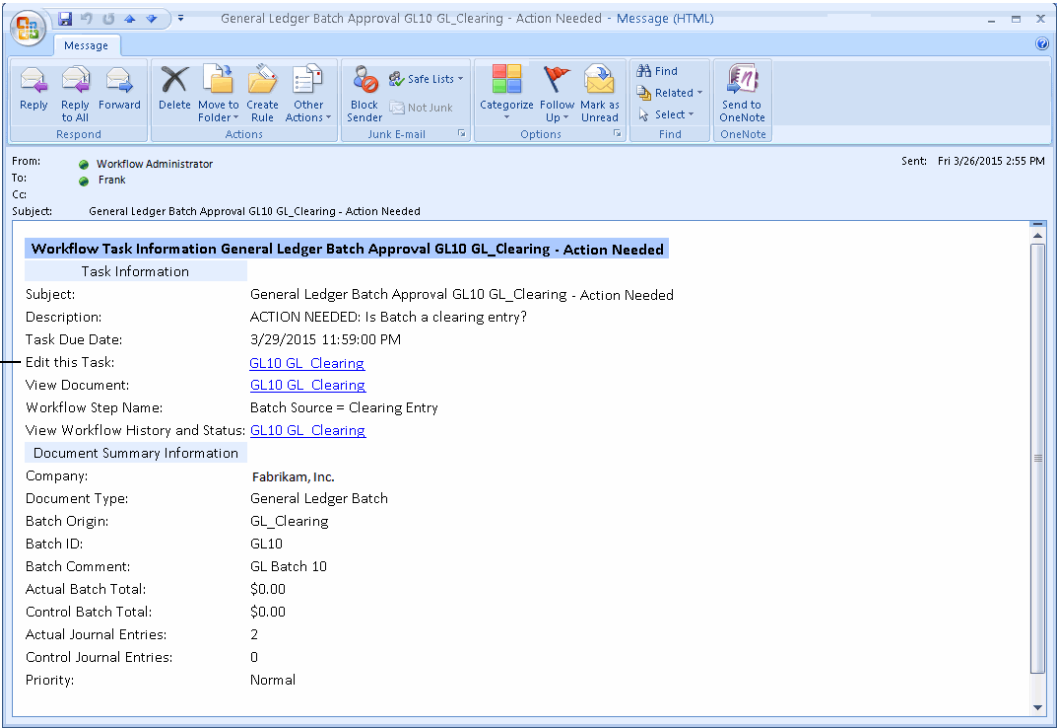 General Ledger Batch Approval GL10 GL_Clearing - Action Needed - Message (HTML)
Message
Reply
Reply to All
Forward
Respond
Delete
Move to Folder
Create Rule
Other Actions
Actions
Block Sender
Safe Lists
Not Junk
Junk E-mail
Categorize
Follow Up
Mark as Unread
Options
Find
Related
Select
Find
Send to OneNote
OneNote
From: Workflow Administrator Sent: Fri 3/26/2015 2:55 PM
To: Frank
Cc:
Subject: General Ledger Batch Approval GL10 GL_Clearing - Action Needed
Workflow Task Information General Ledger Batch Approval GL10 GL_Clearing - Action Needed
Task Information
Subject: General Ledger Batch Approval GL10 GL_Clearing - Action Needed
Description: ACTION NEEDED: Is Batch a clearing entry?
Task Due Date: 3/29/2015 11:59:00 PM
Edit this Task: GL10 GL_Clearing
View Document: GL10 GL_Clearing
Workflow Step Name: Batch Source = Clearing Entry
View Workflow History and Status: GL10 GL_Clearing
Document Summary Information
Company: Fabrikam, Inc.
Document Type: General Ledger Batch
Batch Origin: GL_Clearing
Batch ID: GL10
Batch Comment: GL Batch 10
Actual Batch Total: $0.00
Control Batch Total: $0.00
Actual Journal Entries: 2
Control Journal Entries: 0
Priority: Normal